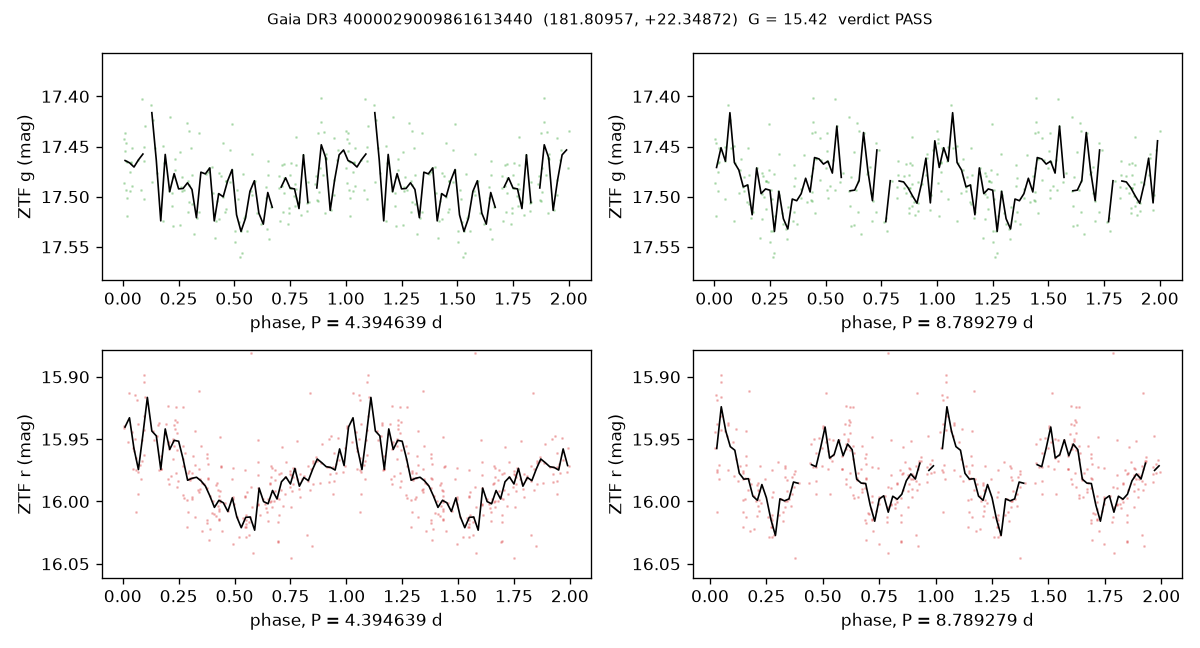 Gaia DR3 4000029009861613440 (181.80957, +22.34872) G = 15.42 verdict PASS
ZTF g (mag)
17.40
17.45
17.50
17.55
0.00 0.25 0.50 0.75 1.00 1.25 1.50 1.75 2.00
phase, P = 4.394639 d
ZTF g (mag)
17.40
17.45
17.50
17.55
0.00 0.25 0.50 0.75 1.00 1.25 1.50 1.75 2.00
phase, P = 8.789279 d
ZTF r (mag)
15.90
15.95
16.00
16.05
0.00 0.25 0.50 0.75 1.00 1.25 1.50 1.75 2.00
phase, P = 4.394639 d
ZTF r (mag)
15.90
15.95
16.00
16.05
0.00 0.25 0.50 0.75 1.00 1.25 1.50 1.75 2.00
phase, P = 8.789279 d